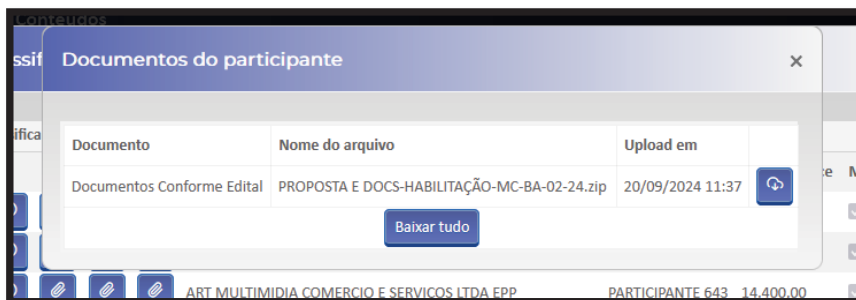 Conteúdos
ssif
Documentos do participante
×
ifica
Documento Nome do arquivo Upload em
Documentos Conforme Edital PROPOSTA E DOCS-HABILITAÇÃO-MC-BA-02-24.zip 20/09/2024 11:37
Baixar tudo
ART MULTIMIDIA COMERCIO E SERVICOS LTDA EPP PARTICIPANTE 643 14.400,00